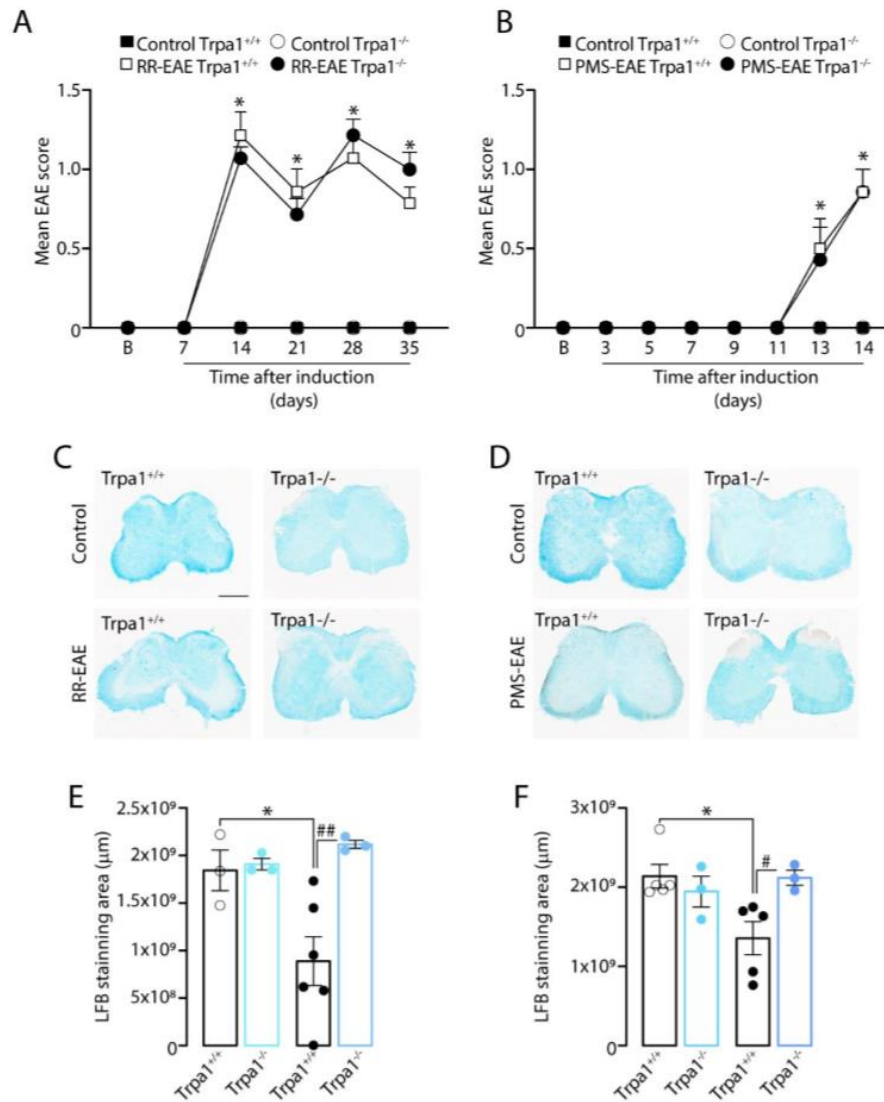 A
■ Control Trpa1+/+ ○ Control Trpa1-/-
□ RR-EAE Trpa1+/+ ● RR-EAE Trpa1-/-
Mean EAE score
1.5
1.0
0.5
0
* * * *
B 7 14 21 28 35
Time after induction
(days)
B
■ Control Trpa1+/+ ○ Control Trpa1-/-
□ PMS-EAE Trpa1+/+ ● PMS-EAE Trpa1-/-
Mean EAE score
1.5
1.0
0.5
0
* *
B 3 5 7 9 11 13 14
Time after induction
(days)
C
Trpa1+/+ Trpa1-/-
Control
Trpa1+/+ Trpa1-/-
RR-EAE
D
Trpa1+/+ Trpa1-/-
Control
Trpa1+/+ Trpa1-/-
PMS-EAE
E
LFB stainning area (μm)
2.5x10⁹
2x10⁹
1.5x10⁹
1x10⁹
5x10⁸
0
*
##
Trpa1+/+ Trpa1-/- Trpa1+/+ Trpa1-/-
F
LFB stainning area (μm)
3x10⁹
2x10⁹
1x10⁹
0
*
#
Trpa1+/+ Trpa1-/- Trpa1+/+ Trpa1-/-